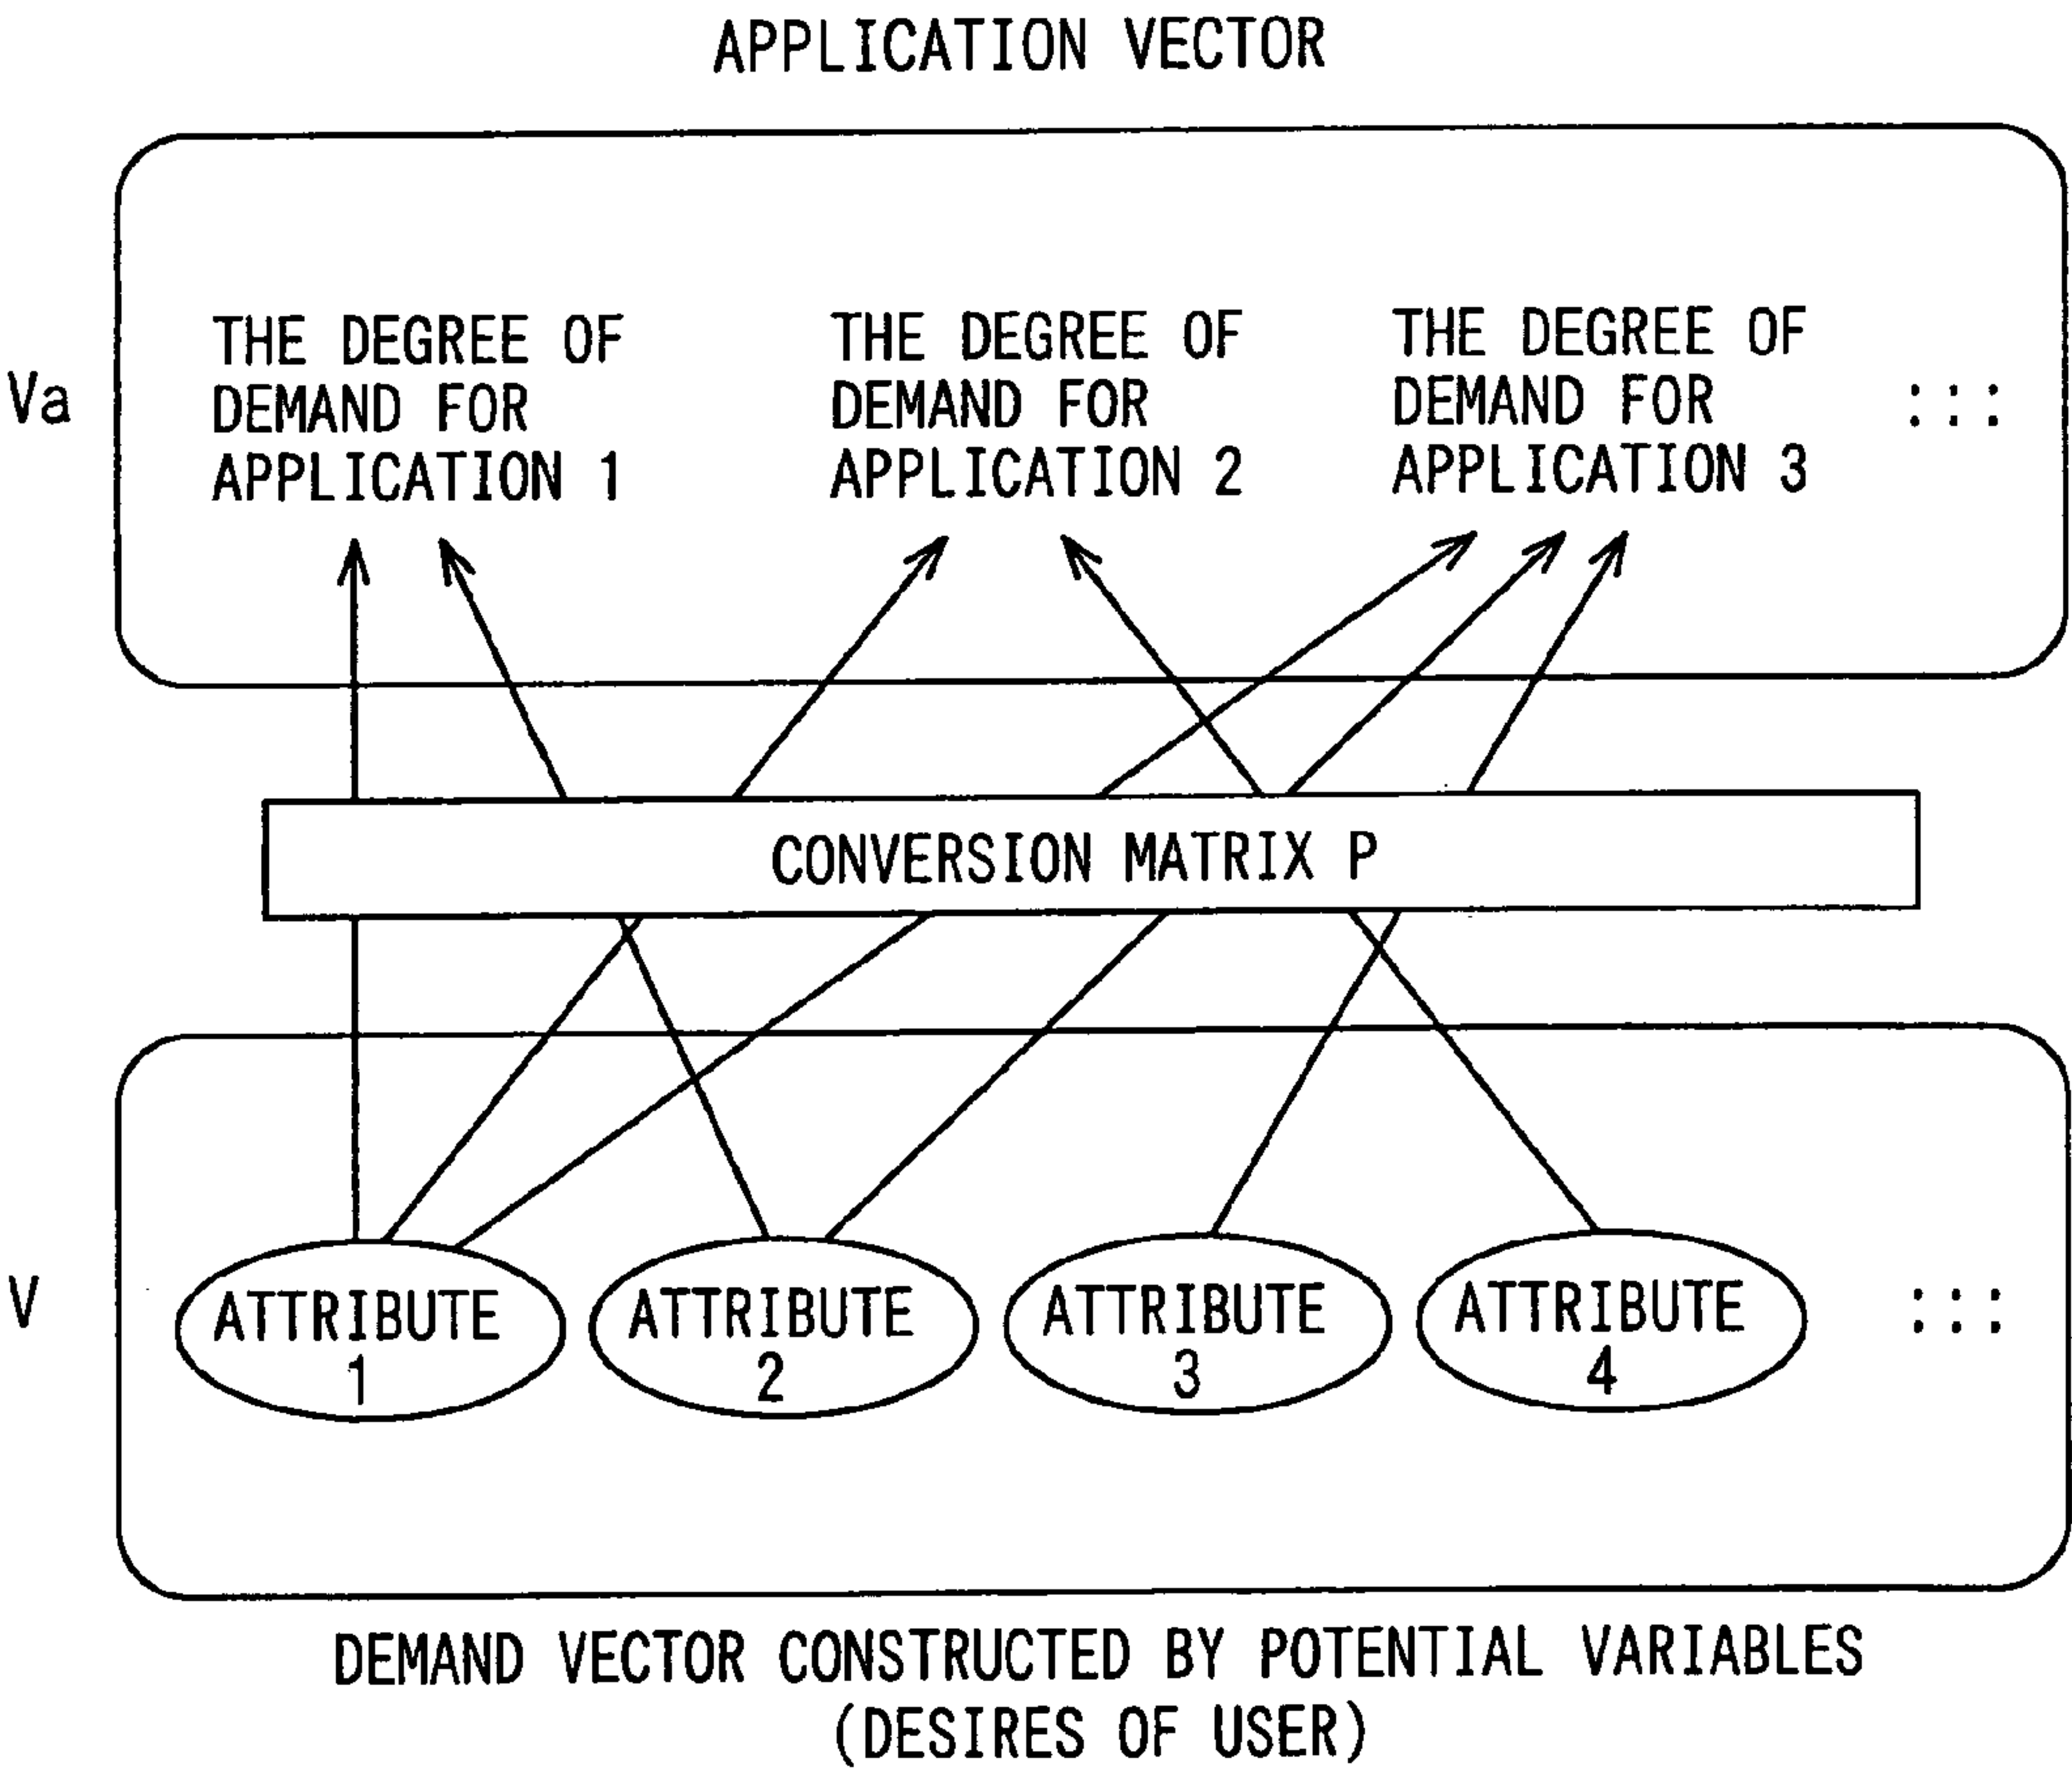 APPLICATION VECTOR
THE DEGREE OF
DEMAND FOR
APPLICATION 1
THE DEGREE OF
DEMAND FOR
APPLICATION 2
THE DEGREE OF
DEMAND FOR
APPLICATION 3
Va
CONVERSION MATRIX P
V
ATTRIBUTE
1
ATTRIBUTE
2
ATTRIBUTE
3
ATTRIBUTE
4
DEMAND VECTOR CONSTRUCTED BY POTENTIAL VARIABLES
(DESIRES OF USER)